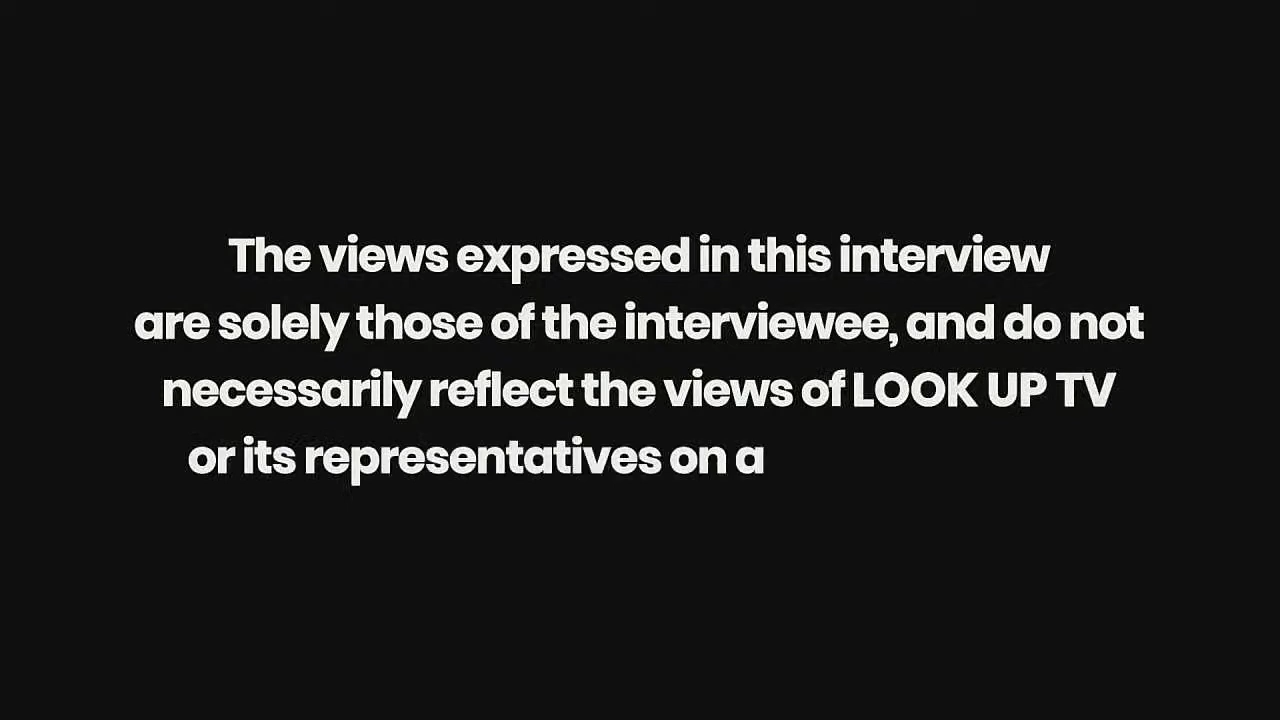 The views expressed in this interview
are solely those of the interviewee, and do not
necessarily reflect the views of LOOK UP TV
or its representatives on a